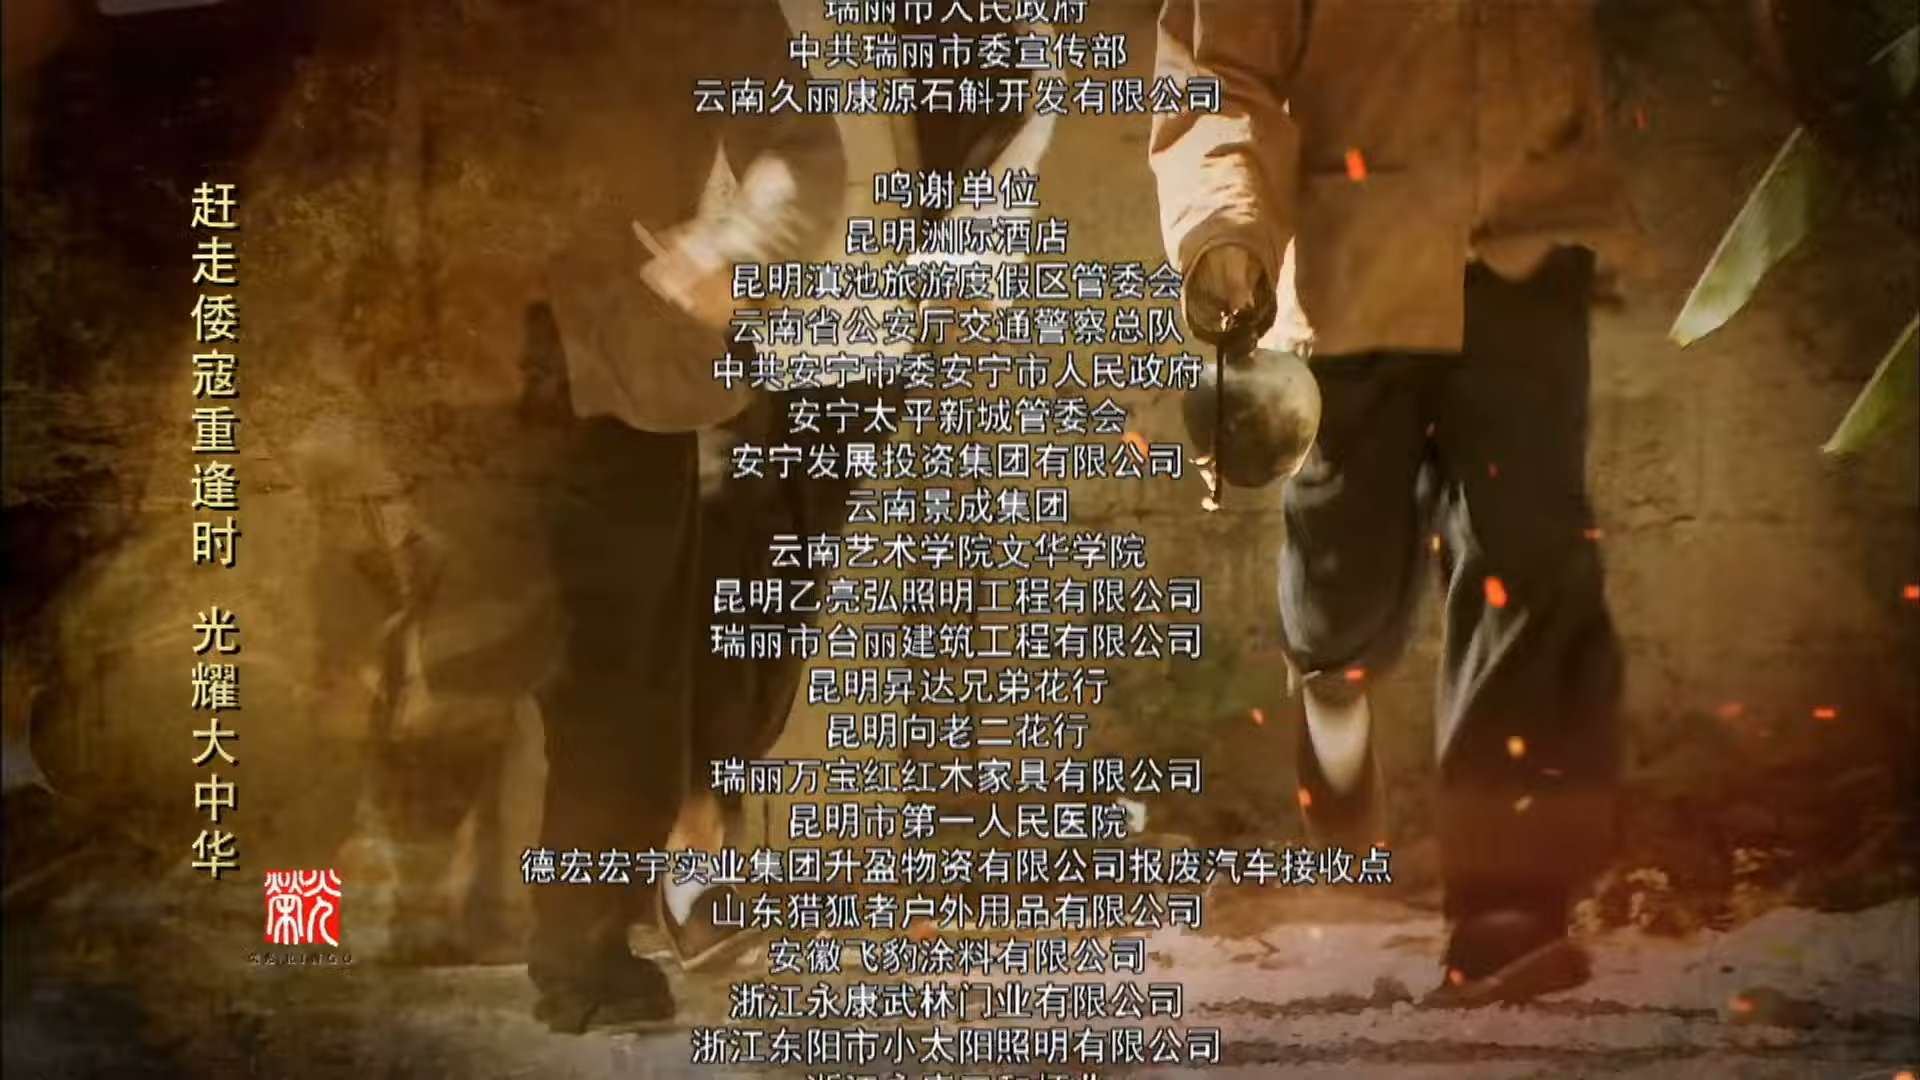 瑞丽市人民政府
中共瑞丽市委宣传部
云南久丽康源石斛开发有限公司
鸣谢单位
昆明洲际酒店
昆明滇池旅游度假区管委会
云南省公安厅交通警察总队
中共安宁市委安宁市人民政府
安宁太平新城管委会
安宁发展投资集团有限公司
云南景成集团
云南艺术学院文华学院
昆明乙亮弘照明工程有限公司
瑞丽市台丽建筑工程有限公司
昆明昇达兄弟花行
昆明向老二花行
瑞丽万宝红红木家具有限公司
昆明市第一人民医院
德宏宏宇实业集团升盈物资有限公司报废汽车接收点
山东猎狐者户外用品有限公司
安徽飞豹涂料有限公司
浙江永康武林门业有限公司
浙江东阳市小太阳照明有限公司
赶走倭寇重逢时 光耀大中华